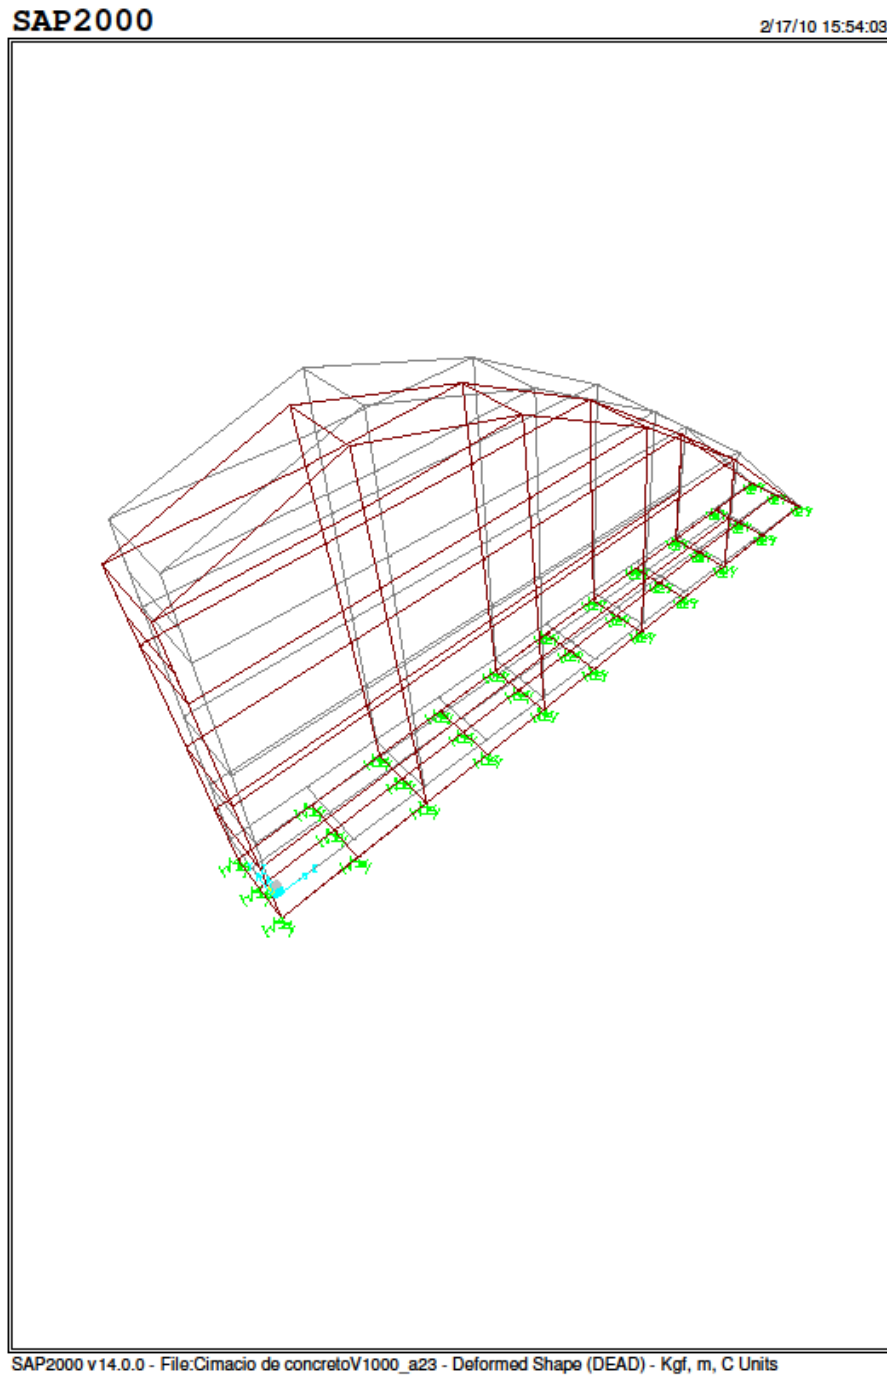 SAP2000
2/17/10 15:54:03
SAP2000 v14.0.0 - File:Cimacio de concretoV1000_a23 - Deformed Shape (DEAD) - Kgf, m, C Units